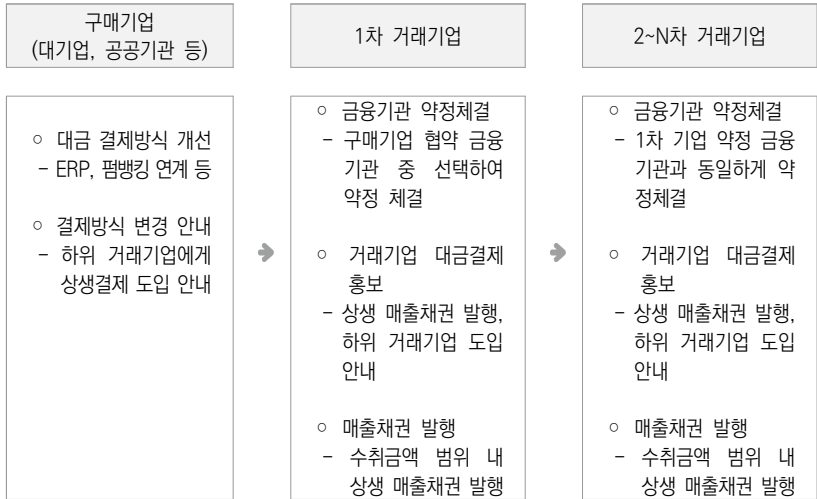 구매기업
(대기업, 공공기관 등)
1차 거래기업
2~N차 거래기업
○ 대금 결제방식 개선
- ERP, 펌뱅킹 연계 등
○ 결제방식 변경 안내
- 하위 거래기업에게
상생결제 도입 안내
○ 금융기관 약정체결
- 구매기업 협약 금융
기관 중 선택하여
약정 체결
○ 거래기업 대금결제
홍보
- 상생 매출채권 발행,
하위 거래기업 도입
안내
○ 매출채권 발행
- 수취금액 범위 내
상생 매출채권 발행
○ 금융기관 약정체결
- 1차 기업 약정 금융
기관과 동일하게 약
정체결
○ 거래기업 대금결제
홍보
- 상생 매출채권 발행,
하위 거래기업 도입
안내
○ 매출채권 발행
- 수취금액 범위 내
상생 매출채권 발행